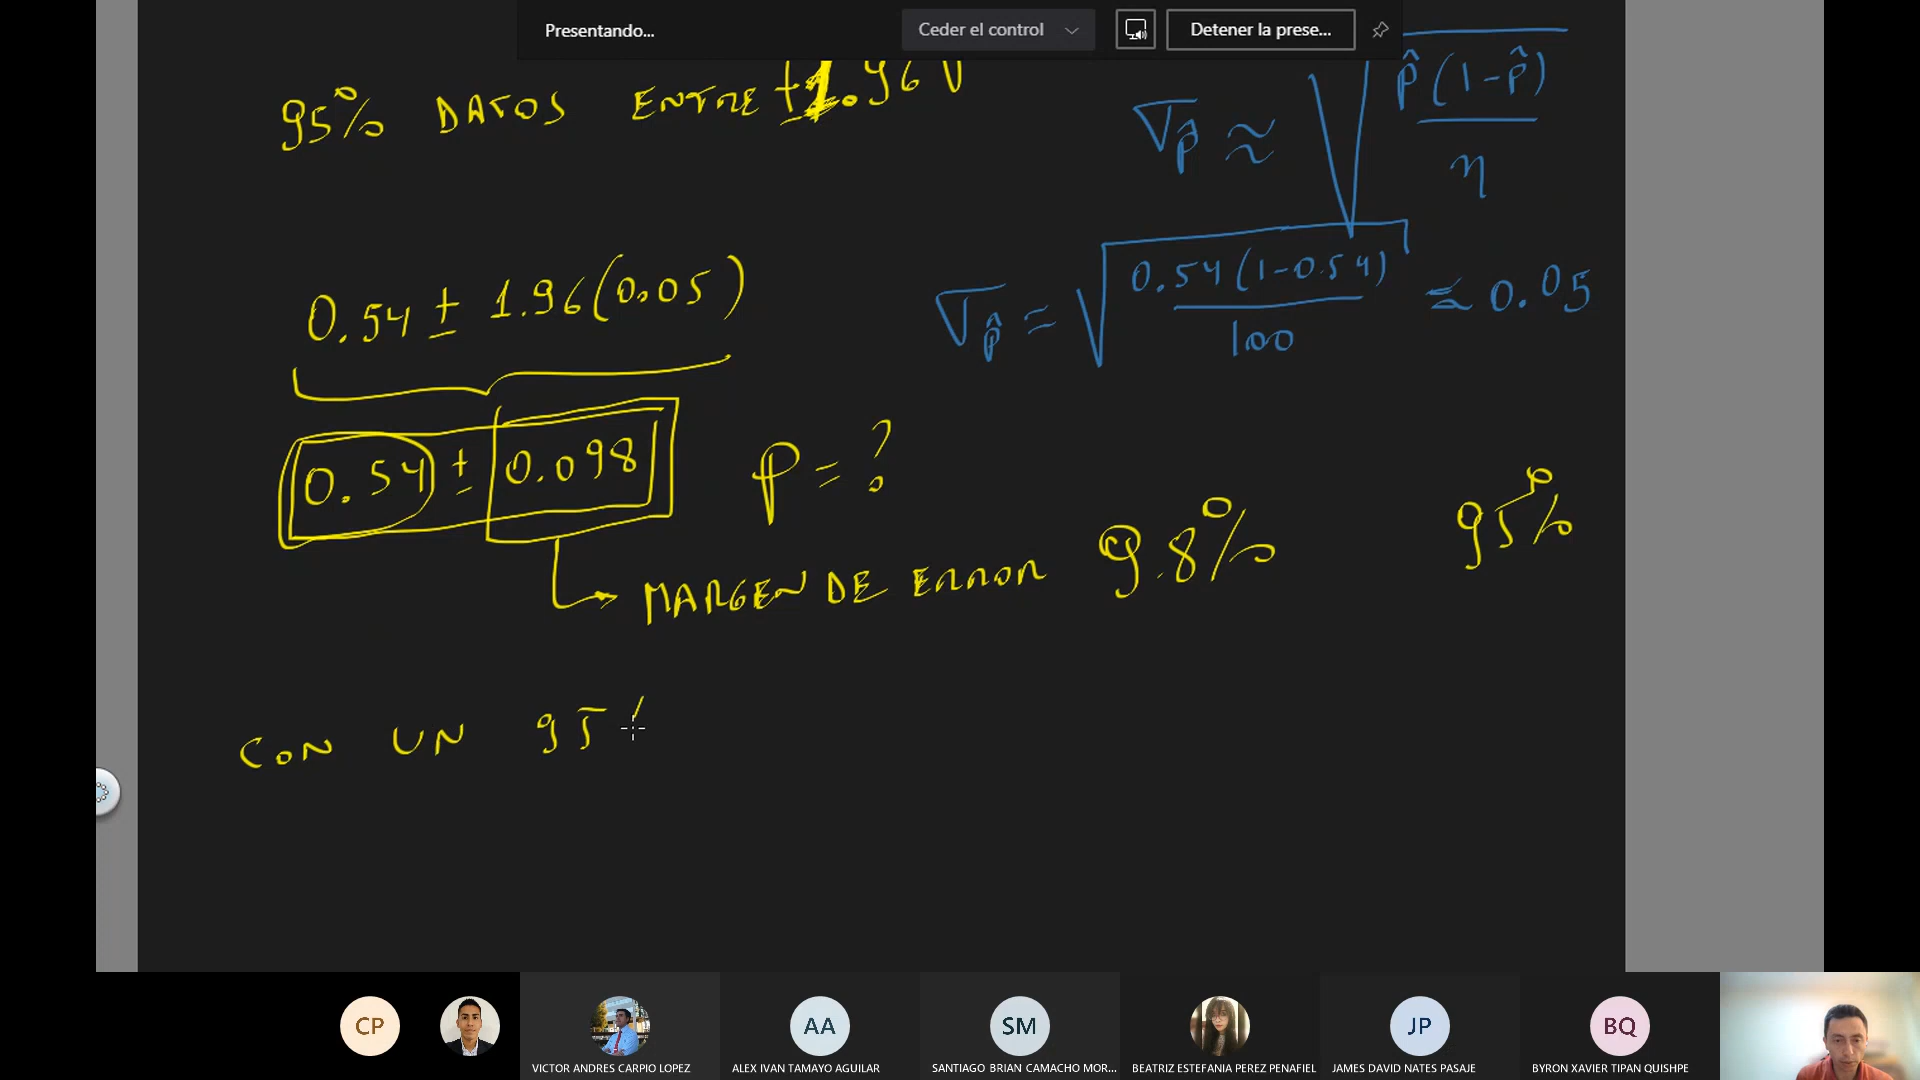 Presentando...
Ceder el control
Detener la prese...
95% DATOS ENTRE ±1.96 σ
σp̂ ≈ √ p̂(1-p̂) / n
0.54 ± 1.96(0.05)
σp̂ ≈ √ 0.54(1-0.54) / 100 ≈ 0.05
0.54 ± 0.098
p = ?
MARGEN DE ERROR 9.8%
95%
CON UN 95
CP
AA
SM
JP
BQ
VICTOR ANDRES CARPIO LOPEZ
ALEX IVAN TAMAYO AGUILAR
SANTIAGO BRIAN CAMACHO MOR...
BEATRIZ ESTEFANIA PEREZ PENAFIEL
JAMES DAVID NATES PASAJE
BYRON XAVIER TIPAN QUISHPE